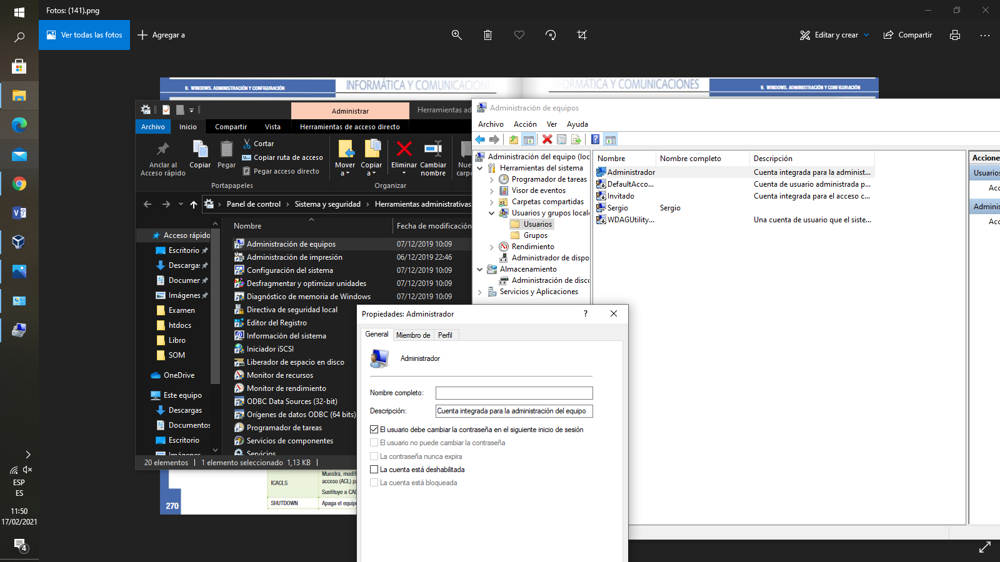 Fotos: (141).png
Ver todas las fotos
Agregar a
Editar y crear
Compartir
9. WINDOWS. ADMINISTRACIÓN Y CONFIGURACIÓN
INFORMÁTICA Y COMUNICACIONES
INFORMÁTICA Y COMUNICACIONES
9. WINDOWS. ADMINISTRACIÓN Y CONFIGURACIÓN
Administrar
Herramientas ad
Archivo
Inicio
Compartir
Vista
Herramientas de acceso directo
Anclar al
Acceso rápido
Copiar
Pegar
Cortar
Copiar ruta de acceso
Pegar acceso directo
Portapapeles
Mover
a
Copiar
a
Eliminar
Cambiar
nombre
Organizar
Nue
carpe
Panel de control
Sistema y seguridad
Herramientas administrativas
Nombre
Fecha de modificación
Acceso rápido
Escritorio
Descargas
Documen
Imágenes
Examen
htdocs
Libro
SOM
OneDrive
Este equipo
Descargas
Documentos
Escritorio
Imágenes
Administración de equipos 07/12/2019 10:09
Administración de impresión 06/12/2019 22:46
Configuración del sistema 07/12/2019 10:09
Desfragmentar y optimizar unidades 07/12/2019 10:09
Diagnóstico de memoria de Windows 07/12/2019 10:09
Directiva de seguridad local
Editor del Registro
Información del sistema
Iniciador iSCSI
Liberador de espacio en disco
Monitor de recursos
Monitor de rendimiento
ODBC Data Sources (32-bit)
Orígenes de datos ODBC (64 bits)
Programador de tareas
Servicios de componentes
Servicios
20 elementos
1 elemento seleccionado 1,13 KB
Administración de equipos
Archivo
Acción
Ver
Ayuda
Administración del equipo (loc
Herramientas del sistema
Programador de tareas
Visor de eventos
Carpetas compartidas
Usuarios y grupos locale
Usuarios
Grupos
Rendimiento
Administrador de dispo
Almacenamiento
Administración de disco
Servicios y Aplicaciones
Nombre Nombre completo Descripción
Administrador Cuenta integrada para la administ...
DefaultAcco... Cuenta de usuario administrada p...
Invitado Cuenta integrada para el acceso c...
Sergio Sergio
WDAGUtility... Una cuenta de usuario que el siste...
Accione
Usuarios
Acc
Adminis
Acc
Propiedades: Administrador
?
General
Miembro de
Perfil
Administrador
Nombre completo:
Descripción: Cuenta integrada para la administración del equipo
El usuario debe cambiar la contraseña en el siguiente inicio de sesión
El usuario no puede cambiar la contraseña
La contraseña nunca expira
La cuenta está deshabilitada
La cuenta está bloqueada
ICACLS
Muestra, modif
acceso (ACL) pa
Sustituye a CAC
SHUTDOWN
Apaga el equipo
270
ESP
ES
11:50
17/02/2021
4